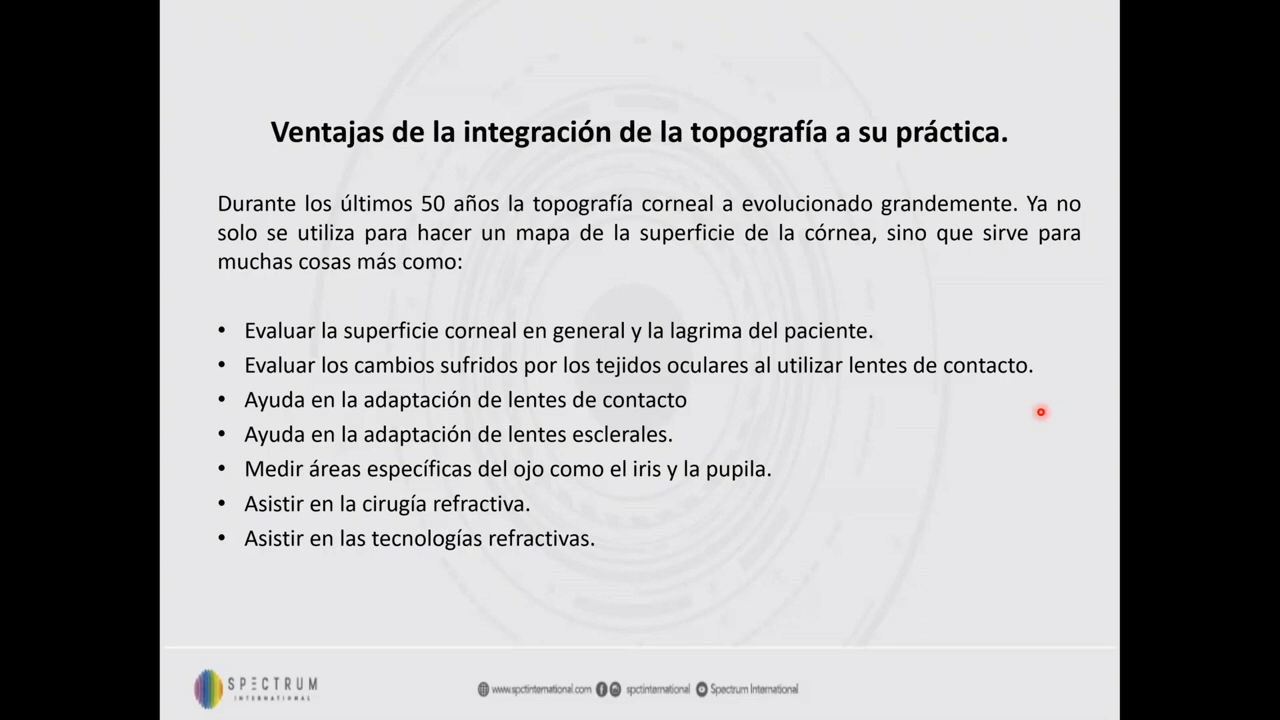 Ventajas de la integración de la topografía a su práctica.
Durante los últimos 50 años la topografía corneal a evolucionado grandemente. Ya no
solo se utiliza para hacer un mapa de la superficie de la córnea, sino que sirve para
muchas cosas más como:
• Evaluar la superficie corneal en general y la lagrima del paciente.
• Evaluar los cambios sufridos por los tejidos oculares al utilizar lentes de contacto.
• Ayuda en la adaptación de lentes de contacto
• Ayuda en la adaptación de lentes esclerales.
• Medir áreas específicas del ojo como el iris y la pupila.
• Asistir en la cirugía refractiva.
• Asistir en las tecnologías refractivas.
SPECTRUM
INTERNATIONAL
www.spctinternational.com spctinternational Spectrum International